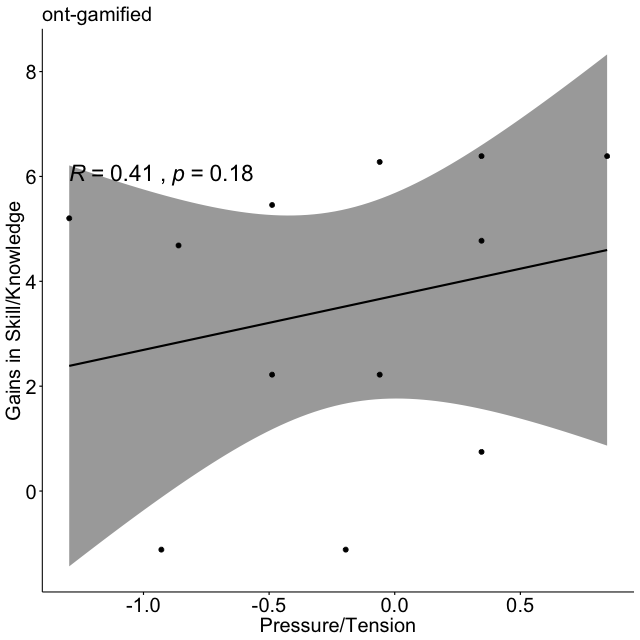 ont-gamified
R = 0.41 , p = 0.18
8
6
4
2
0
Gains in Skill/Knowledge
-1.0
-0.5
0.0
0.5
Pressure/Tension